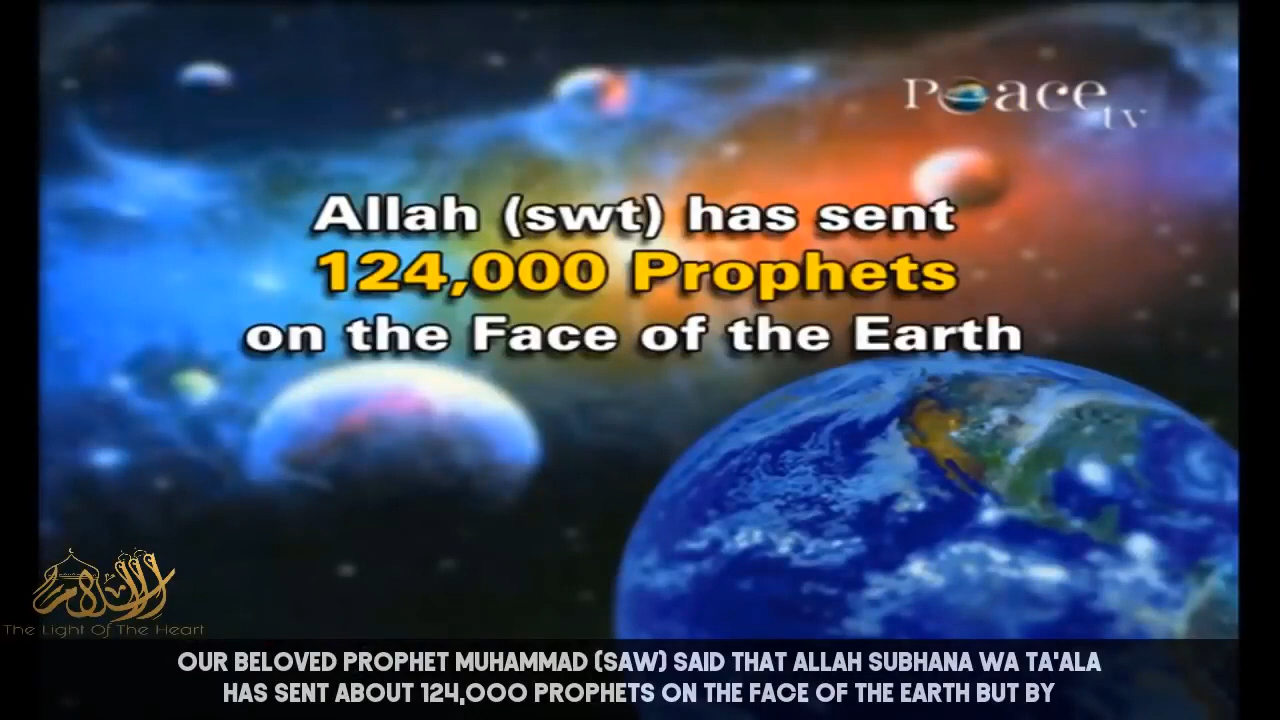 Peace
tv
Allah (swt) has sent
124,000 Prophets
on the Face of the Earth
الإسلام
The Light Of The Heart
OUR BELOVED PROPHET MUHAMMAD (SAW) SAID THAT ALLAH SUBHANA WA TA'ALA
HAS SENT ABOUT 124,000 PROPHETS ON THE FACE OF THE EARTH BUT BY